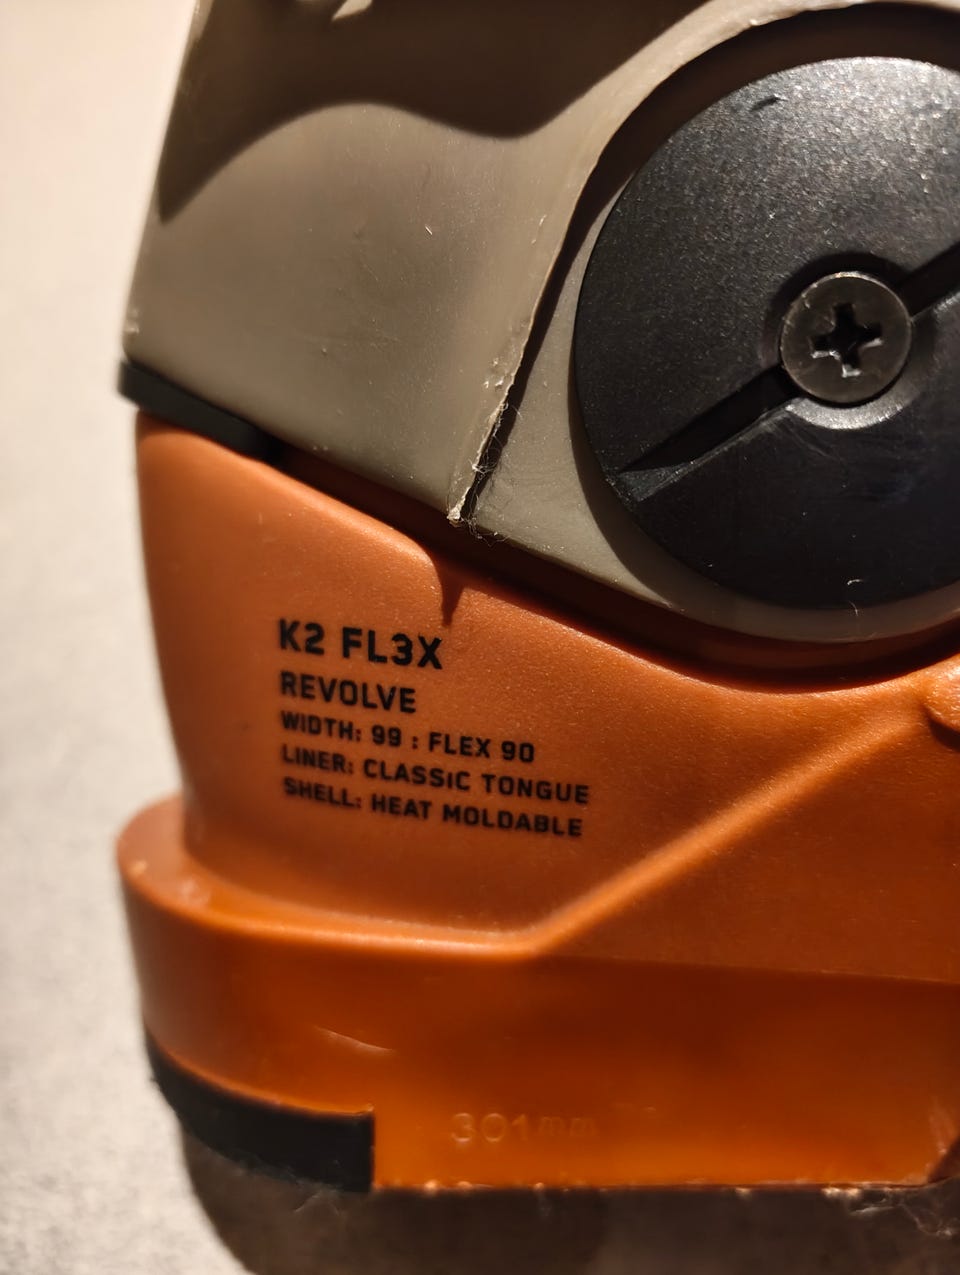 K2 FL3X
REVOLVE
WIDTH: 99 : FLEX 90
LINER: CLASSIC TONGUE
SHELL: HEAT MOLDABLE
301mm